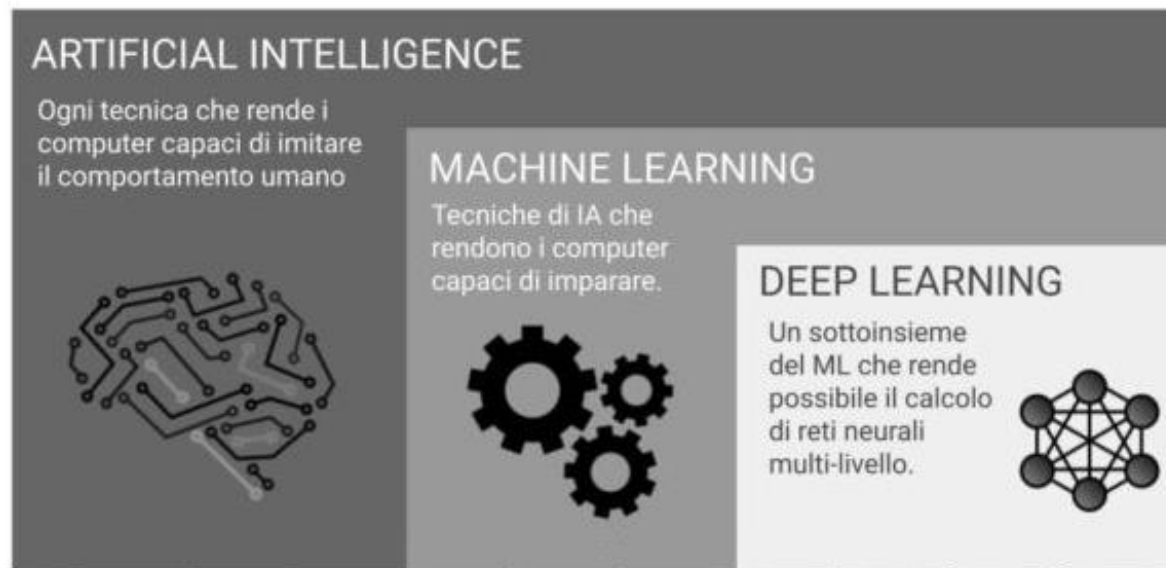 ARTIFICIAL INTELLIGENCE
Ogni tecnica che rende i
computer capaci di imitare
il comportamento umano
MACHINE LEARNING
Tecniche di IA che
rendono i computer
capaci di imparare.
DEEP LEARNING
Un sottoinsieme
del ML che rende
possibile il calcolo
di reti neurali
multi-livello.